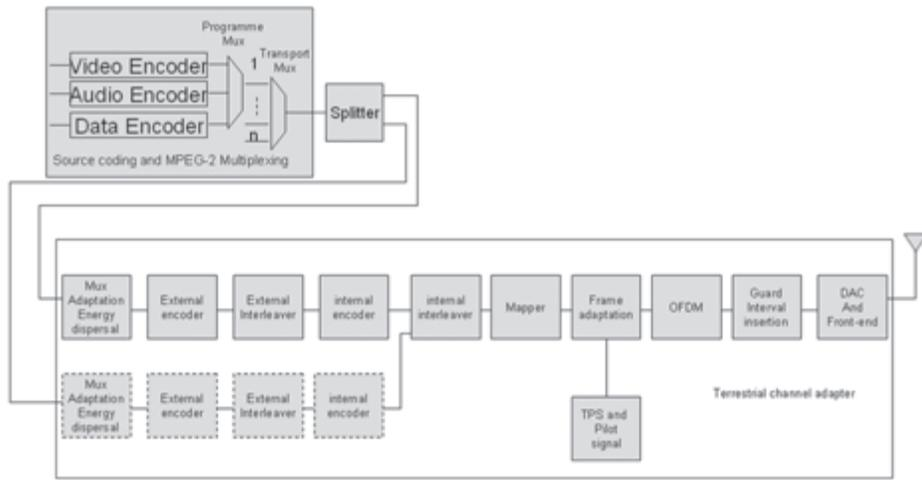 Programme
Mux
Transport
Mux
1
n
Video Encoder
Audio Encoder
Data Encoder
Source coding and MPEG-2 Multiplexing
Splitter
Mux
Adaptation
Energy
dispersal
External
encoder
External
Interleaver
internal
encoder
internal
interleaver
Mapper
Frame
adaptation
OFDM
Guard
Interval
insertion
DAC
And
Front-end
Mux
Adaptation
Energy
dispersal
External
encoder
External
Interleaver
internal
encoder
TPS and
Pilot
signal
Terrestrial channel adapter